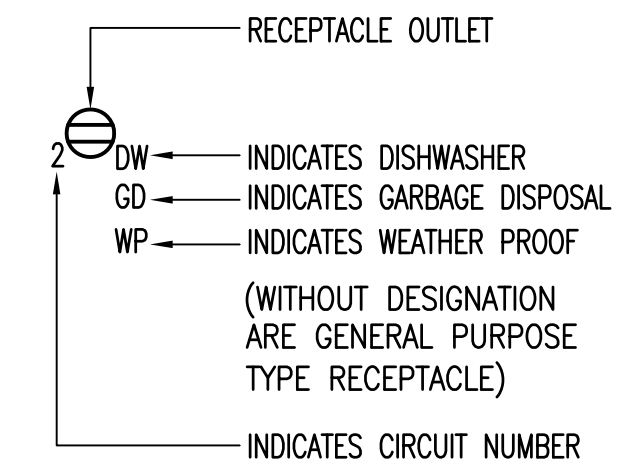 RECEPTACLE OUTLET
2
DW
INDICATES DISHWASHER
GD
INDICATES GARBAGE DISPOSAL
WP
INDICATES WEATHER PROOF
(WITHOUT DESIGNATION
ARE GENERAL PURPOSE
TYPE RECEPTACLE)
INDICATES CIRCUIT NUMBER